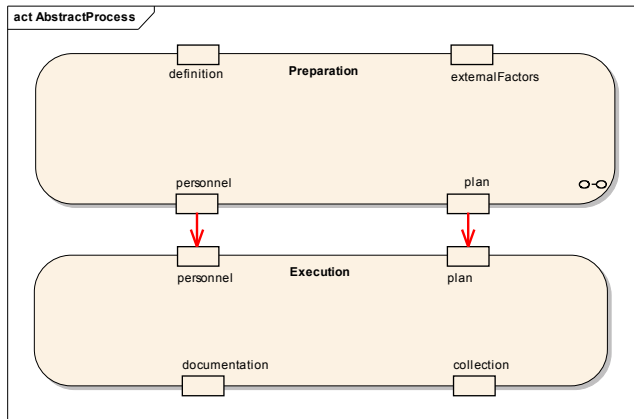 act AbstractProcess
definition
Preparation
externalFactors
personnel
plan
personnel
Execution
plan
documentation
collection